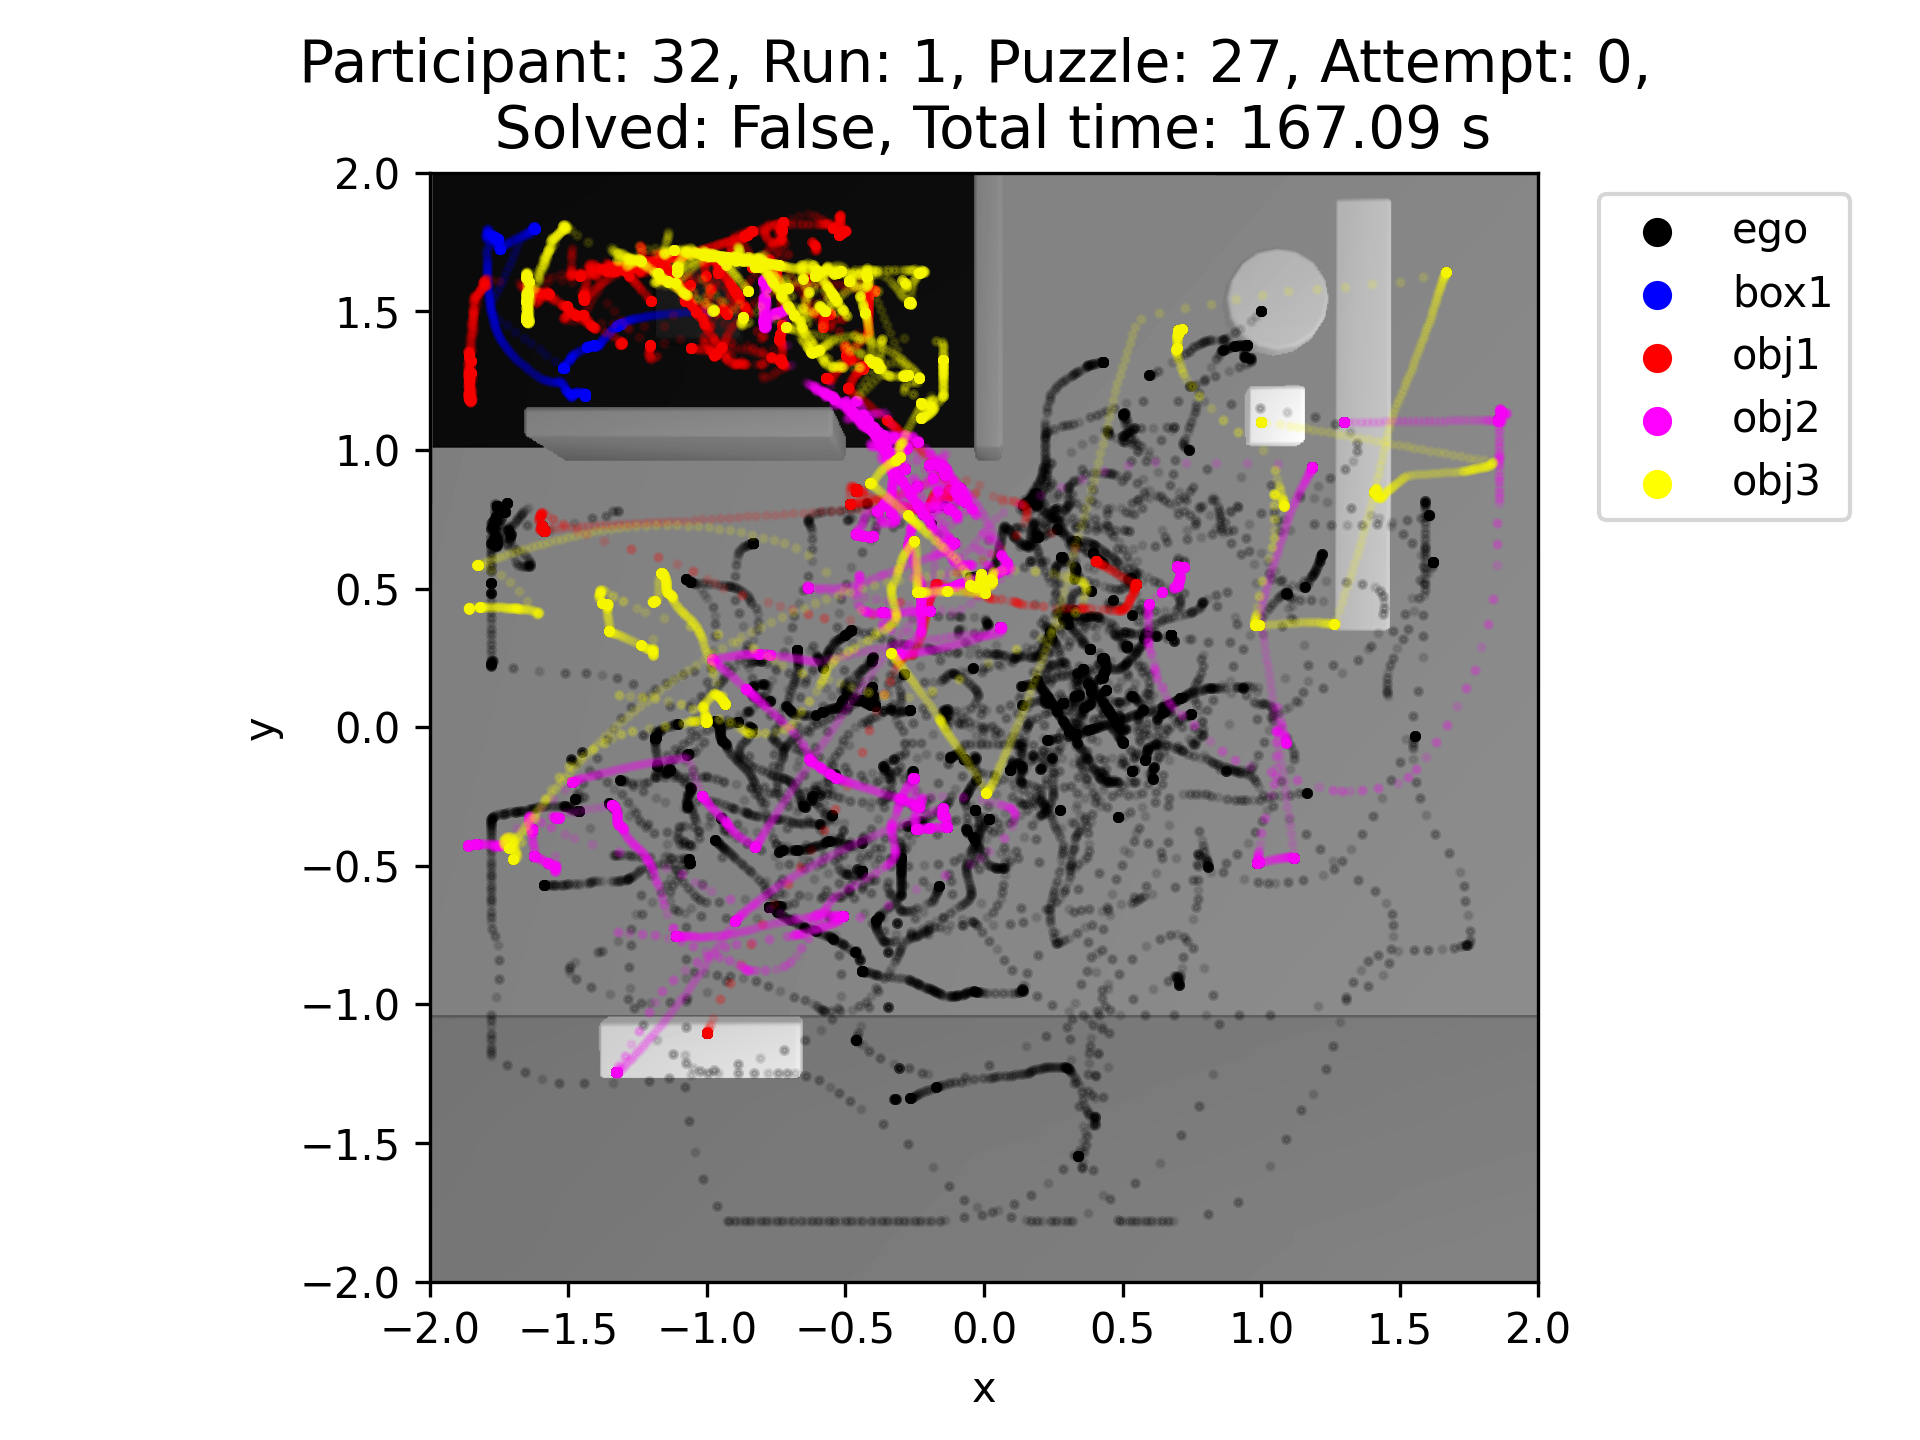 Participant: 32, Run: 1, Puzzle: 27, Attempt: 0,
Solved: False, Total time: 167.09 s
2.0
1.5
1.0
0.5
0.0
−0.5
−1.0
−1.5
−2.0
y
−2.0 −1.5 −1.0 −0.5 0.0 0.5 1.0 1.5 2.0
x
ego
box1
obj1
obj2
obj3